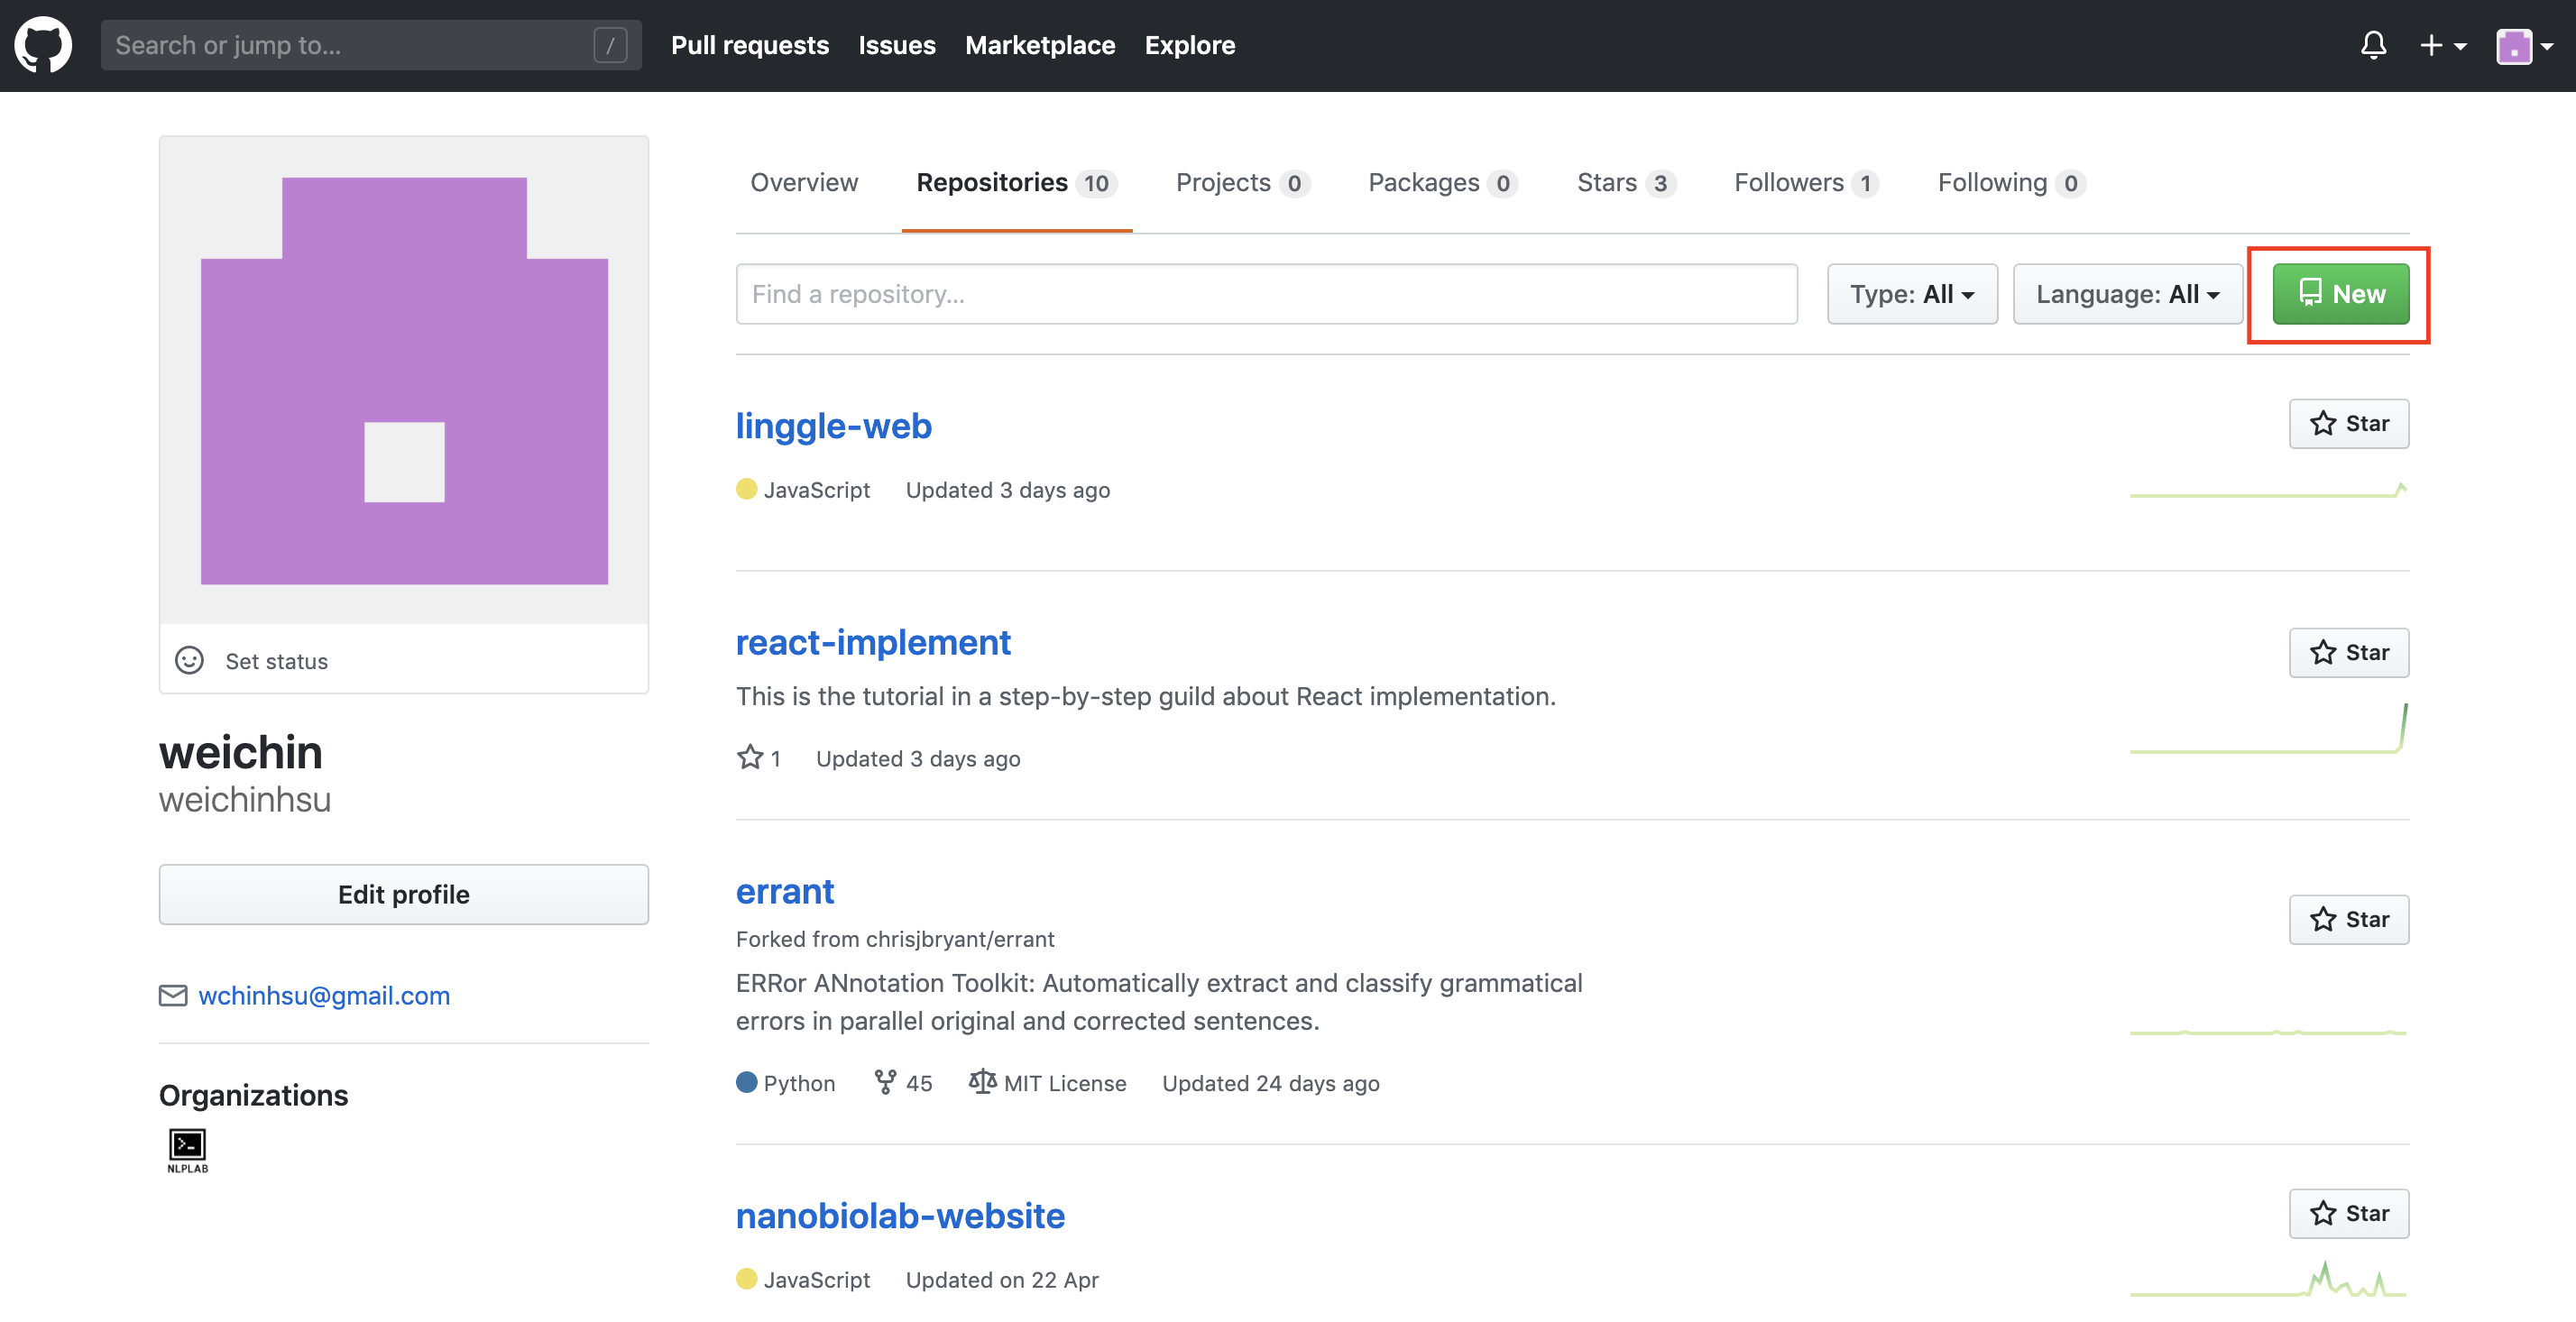 Search or jump to... /
Pull requests Issues Marketplace Explore
Overview Repositories 10 Projects 0 Packages 0 Stars 3 Followers 1 Following 0
Find a repository... Type: All Language: All New
linggle-web
Star
JavaScript Updated 3 days ago
react-implement
Star
This is the tutorial in a step-by-step guild about React implementation.
1 Updated 3 days ago
errant
Star
Forked from chrisjbryant/errant
ERRor ANnotation Toolkit: Automatically extract and classify grammatical
errors in parallel original and corrected sentences.
Python 45 MIT License Updated 24 days ago
nanobiolab-website
Star
JavaScript Updated on 22 Apr
Set status
weichin
weichinhsu
Edit profile
wchinhsu@gmail.com
Organizations
>_
NLPLAB